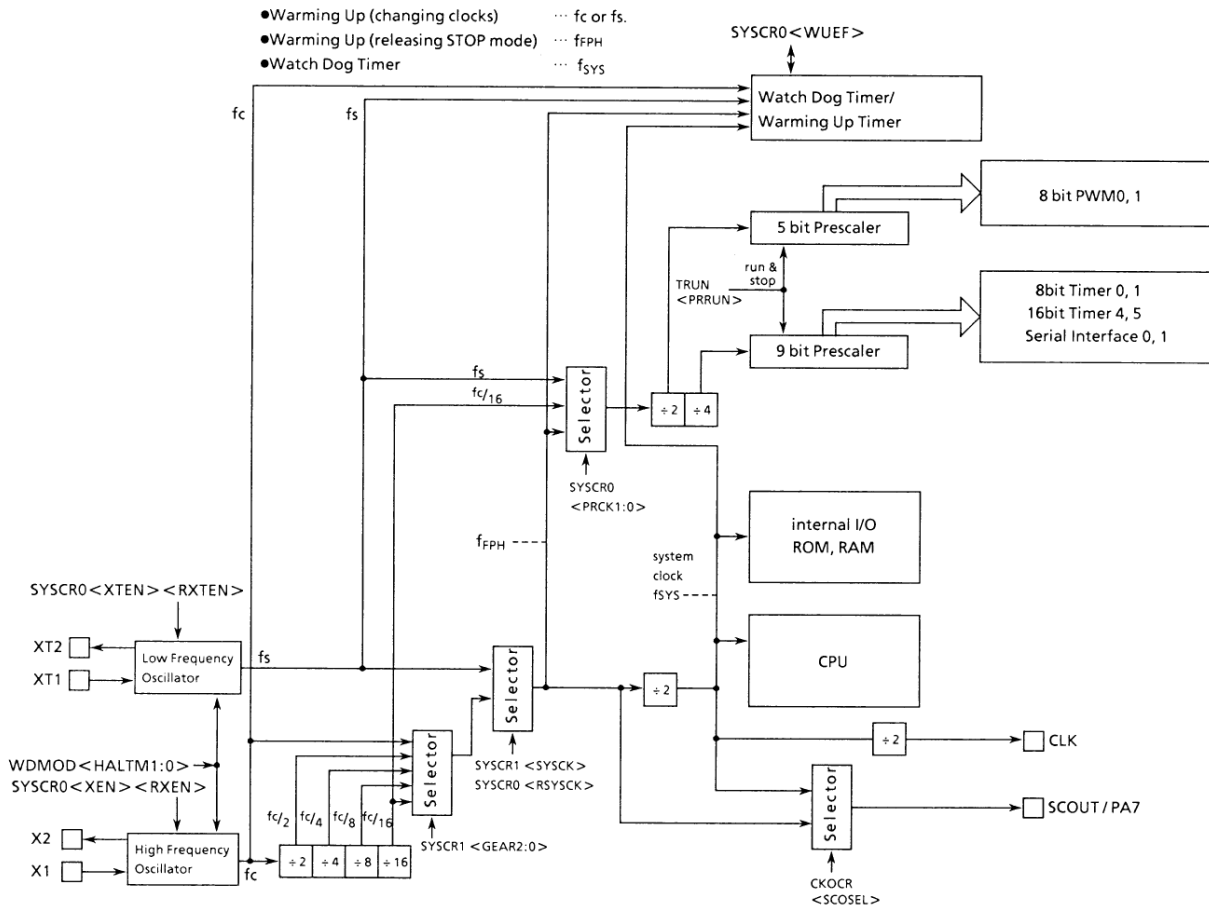 ●Warming Up (changing clocks) ··· fc or fs.
●Warming Up (releasing STOP mode) ··· fFPH
●Watch Dog Timer ··· fSYS
SYSCR0<WUEF>
fc
fs
Watch Dog Timer/
Warming Up Timer
8 bit PWM0, 1
5 bit Prescaler
run &
stop
TRUN
<PRRUN>
8bit Timer 0, 1
16bit Timer 4, 5
Serial Interface 0, 1
9 bit Prescaler
fs
fc/16
Selector
÷2 ÷4
SYSCR0
<PRCK1:0>
fFPH
system
clock
fSYS
internal I/O
ROM, RAM
SYSCR0<XTEN><RXTEN>
XT2
XT1
Low Frequency
Oscillator
fs
Selector
÷2
CPU
SYSCR1 <SYSCK>
SYSCR0 <RSYSCK>
÷2
CLK
WDMOD<HALTM1:0>
SYSCR0<XEN> <RXEN>
Selector
fc/2 fc/4 fc/8 fc/16
SYSCR1 <GEAR2:0>
Selector
SCOUT / PA7
X2
X1
High Frequency
Oscillator
fc
÷2 ÷4 ÷8 ÷16
CKOCR
<SCOSEL>